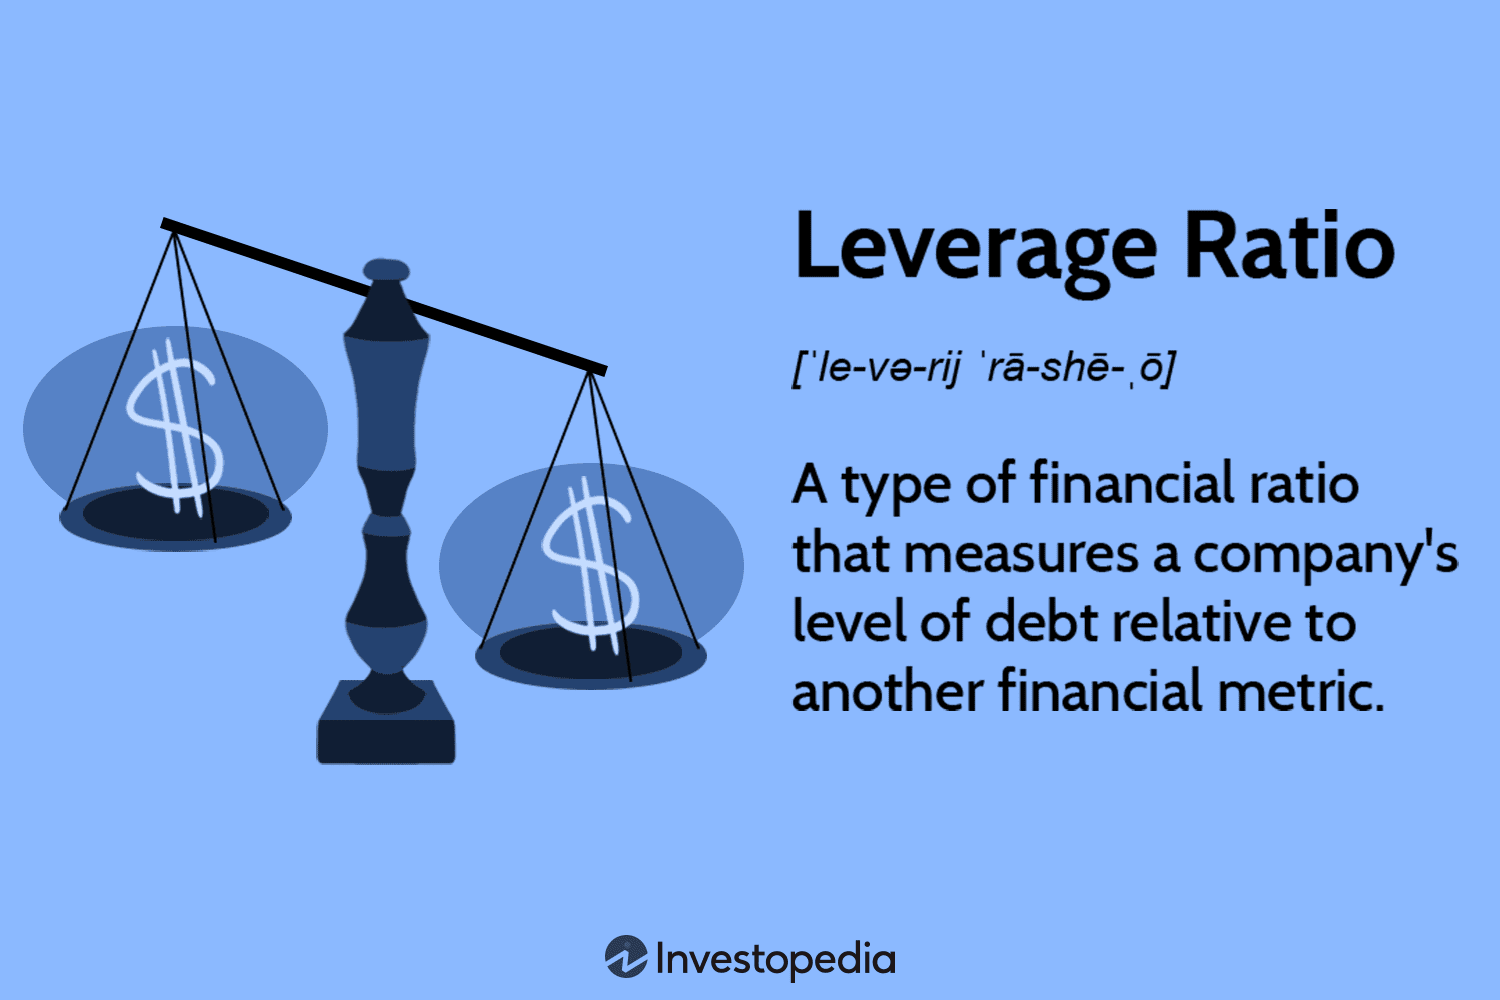 Leverage Ratio
[ˈle-və-rij ˈrā-shē-ˌō]
A type of financial ratio
that measures a company's
level of debt relative to
another financial metric.
$
$
Investopedia